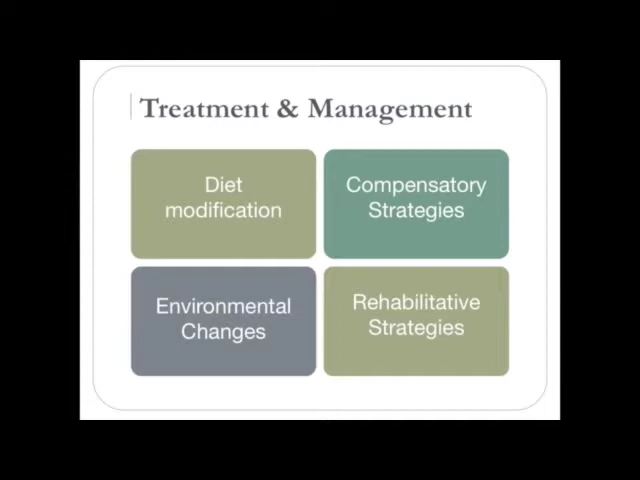 Treatment & Management
Diet
modification
Compensatory
Strategies
Environmental
Changes
Rehabilitative
Strategies